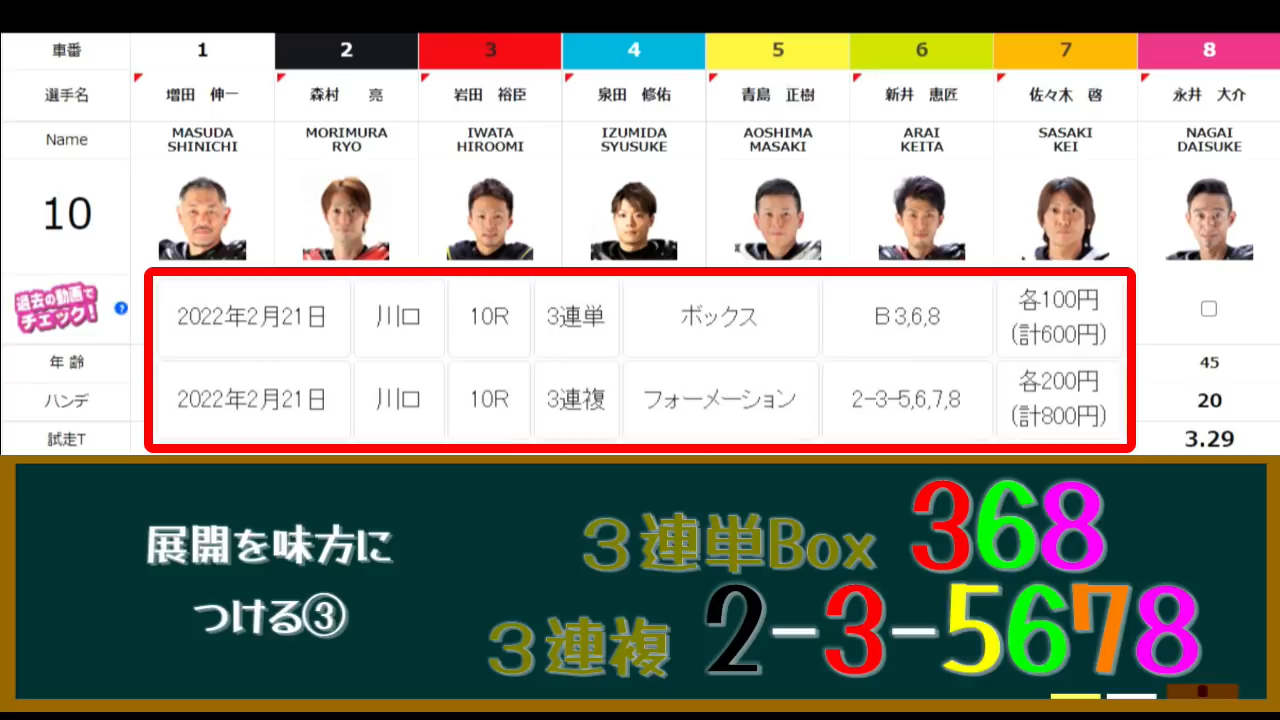 車番 1 2 3 4 5 6 7 8
選手名 増田 伸一 森村 亮 岩田 裕臣 泉田 修佑 青島 正樹 新井 恵匠 佐々木 啓 永井 大介
Name MASUDA SHINICHI MORIMURA RYO IWATA HIROOMI IZUMIDA SYUSUKE AOSHIMA MASAKI ARAI KEITA SASAKI KEI NAGAI DAISUKE
10
過去の動画で
チェック!
?
2022年2月21日 川口 10R 3連単 ボックス B 3,6,8 各100円 (計600円)
2022年2月21日 川口 10R 3連複 フォーメーション 2-3-5,6,7,8 各200円 (計800円)
年齢 45
ハンデ 20
試走T 3.29
展開を味方に
つける③
3連単Box 368
3連複 2-3-5678